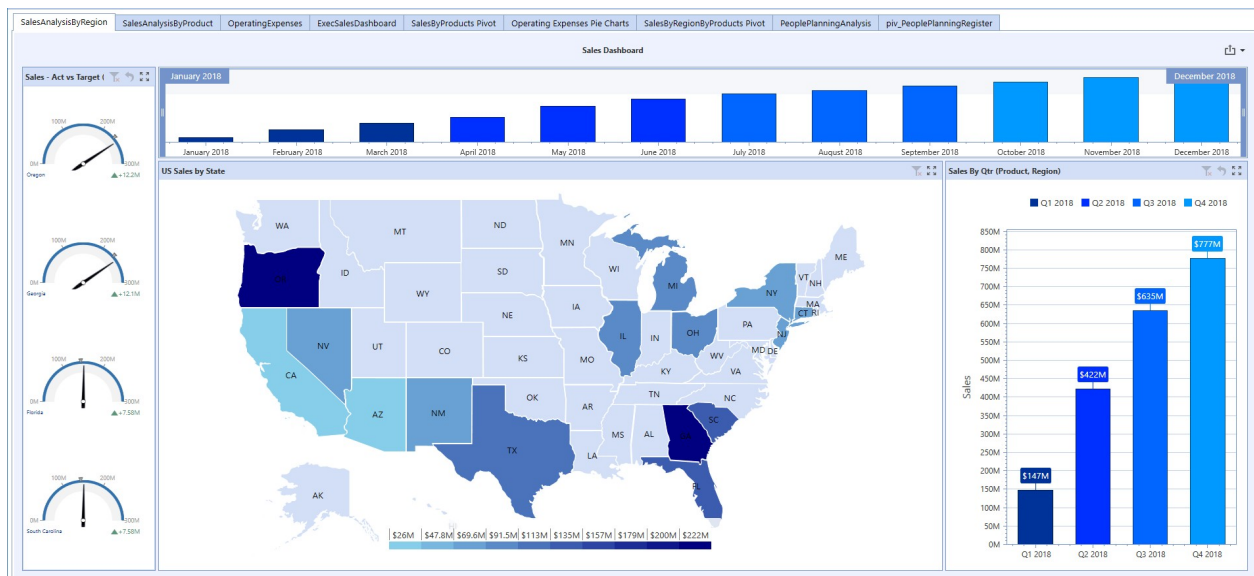 SalesAnalysisByRegion SalesAnalysisByProduct OperatingExpenses ExecSalesDashboard SalesByProducts Pivot Operating Expenses Pie Charts SalesByRegionByProducts Pivot PeoplePlanningAnalysis piv_PeoplePlanningRegister
Sales Dashboard
Sales - Act vs Target (
100M 200M
0M 300M
Oregon +12.2M
100M 200M
0M 300M
Georgia +12.1M
100M 200M
0M 300M
Florida +7.58M
100M 200M
0M 300M
South Carolina +7.58M
January 2018 December 2018
January 2018 February 2018 March 2018 April 2018 May 2018 June 2018 July 2018 August 2018 September 2018 October 2018 November 2018 December 2018
US Sales by State
WA MT ND MN ME
ID SD WI MI VT NH
WY NY MA
CT RI
NE IA PA NJ
NV UT CO IL IN OH MD DE
CA KS MO WV VA
KY
AZ NM OK AR TN NC
SC
TX MS AL GA
LA FL
AK
$26M $47.8M $69.6M $91.5M $113M $135M $157M $179M $200M $222M
Sales By Qtr (Product, Region)
Q1 2018 Q2 2018 Q3 2018 Q4 2018
850M
800M
$777M
750M
700M
650M
$635M
600M
550M
500M
450M
$422M
400M
350M
300M
250M
200M
$147M
150M
100M
50M
0M
Sales
Q1 2018 Q2 2018 Q3 2018 Q4 2018